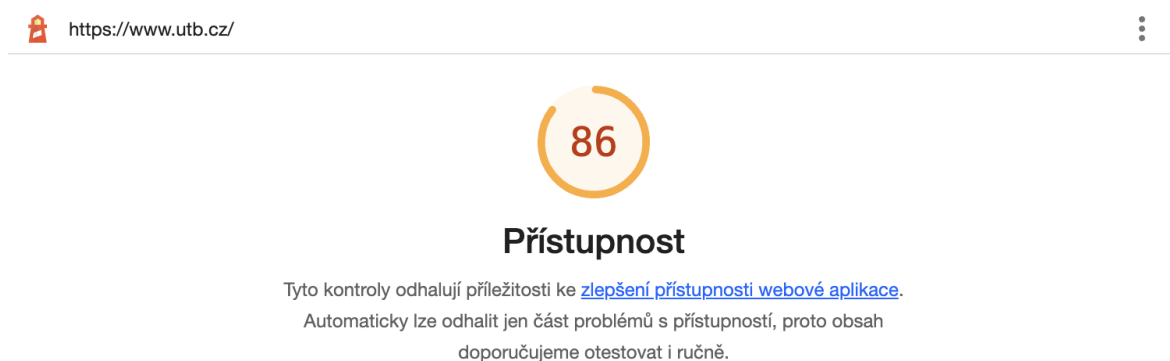 https://www.utb.cz/
86
Přístupnost
Tyto kontroly odhalují příležitosti ke zlepšení přístupnosti webové aplikace.
Automaticky lze odhalit jen část problémů s přístupností, proto obsah
doporučujeme otestovat i ručně.